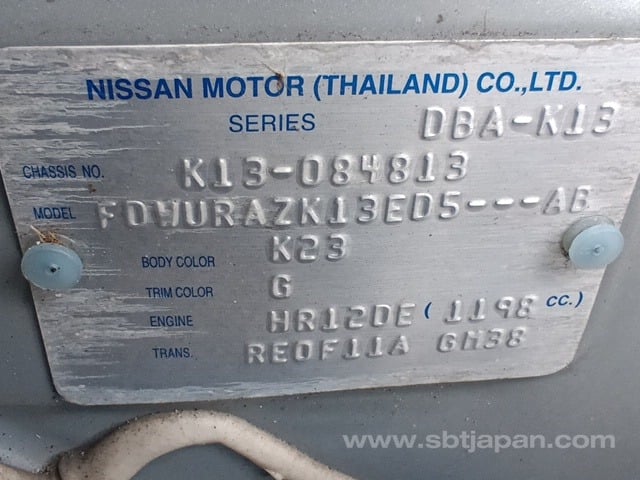 NISSAN MOTOR (THAILAND) CO.,LTD.
SERIES DBA-K13
CHASSIS NO. K13-084813
MODEL FDWURAZK13ED5---AB
BODY COLOR K23
TRIM COLOR G
ENGINE HR12DE (1198 CC.)
TRANS. RE0F11A GH38
www.sbtjapan.com